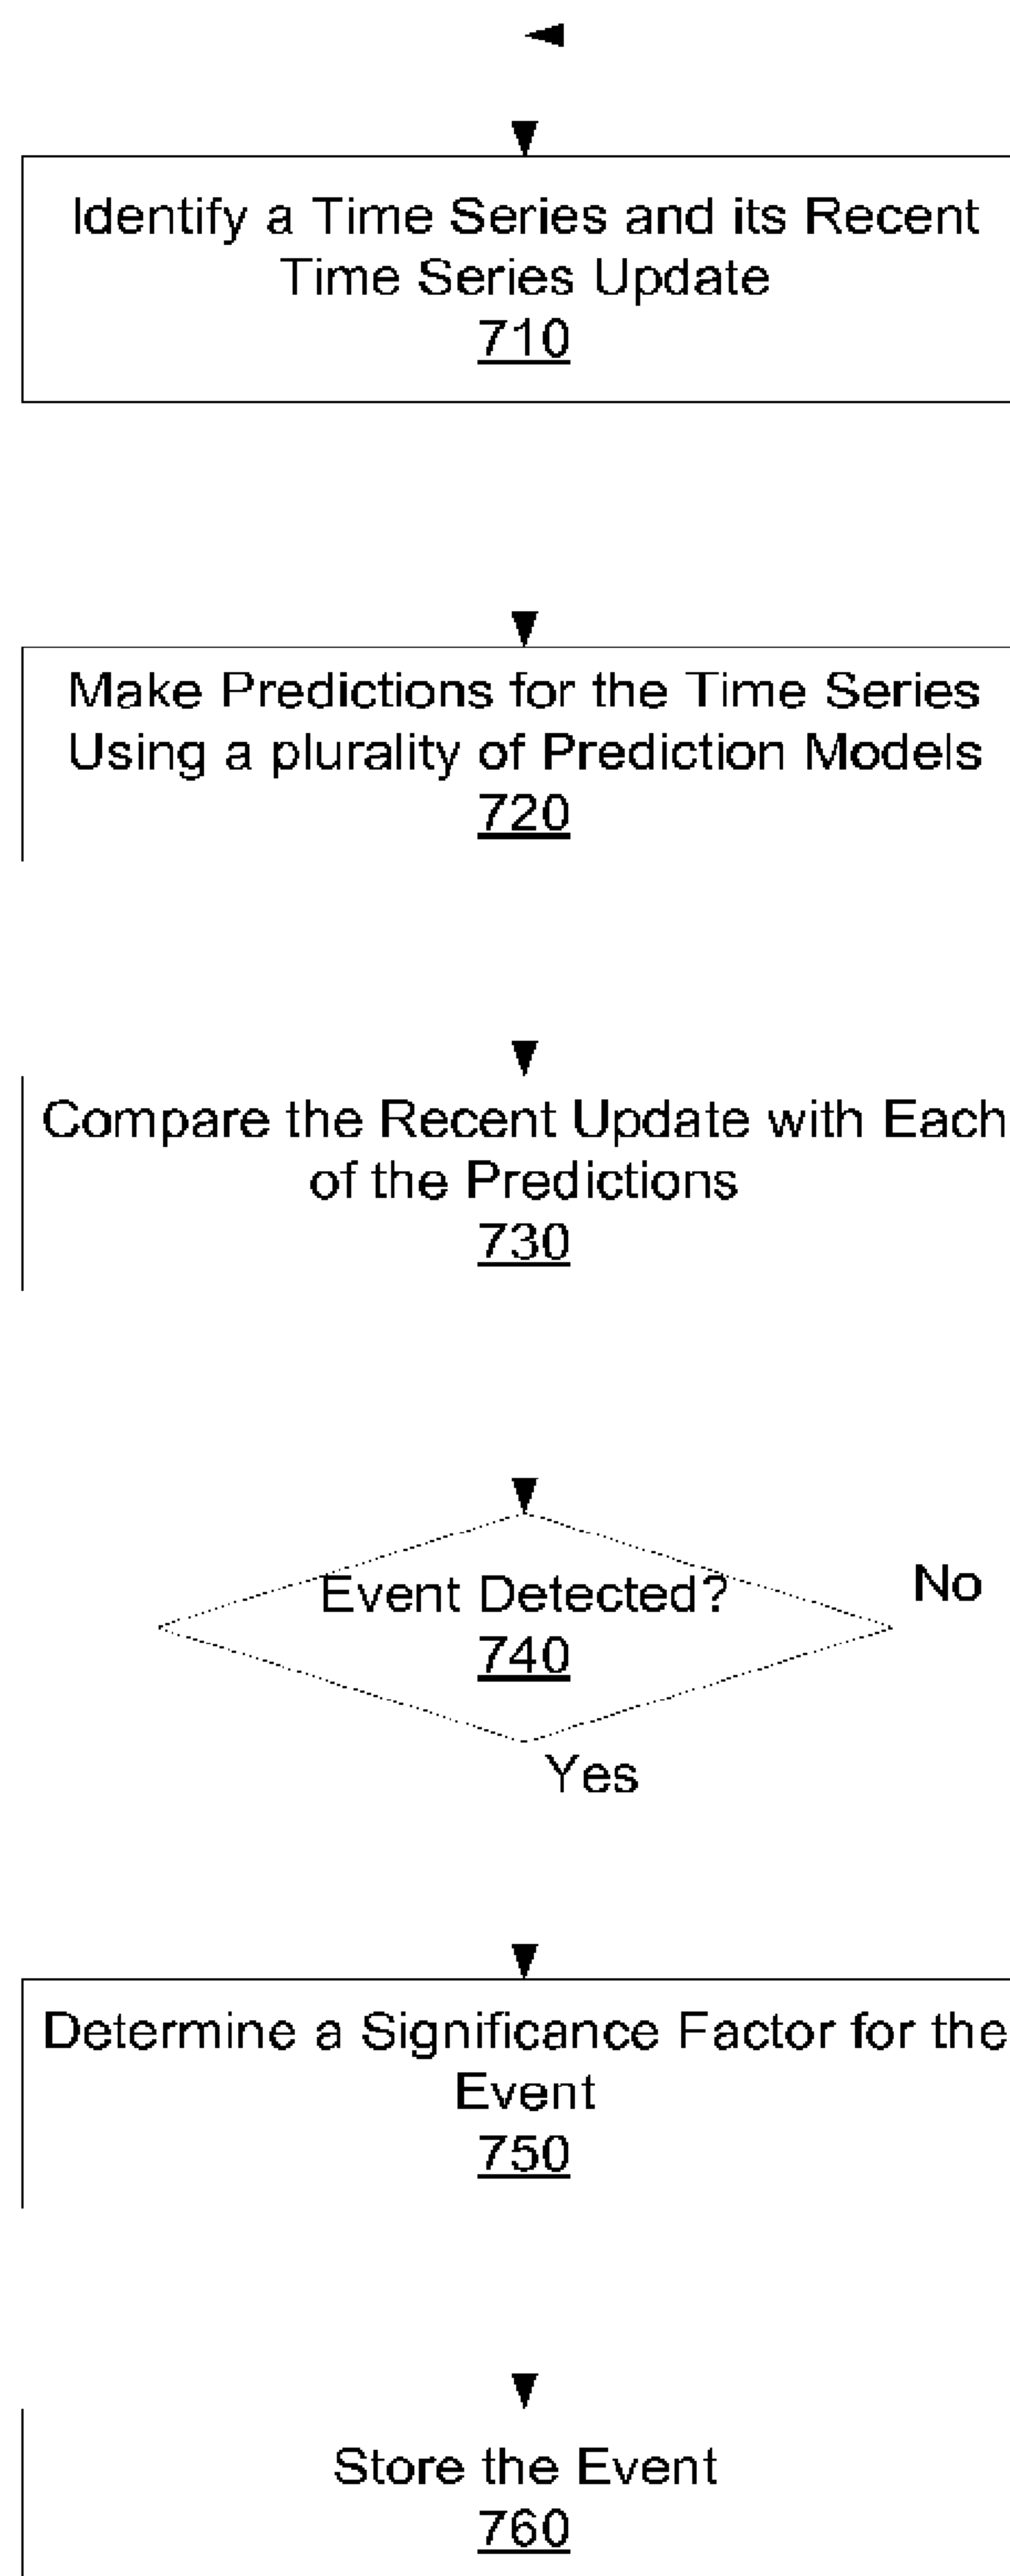 Identify a Time Series and its Recent
Time Series Update
710
Make Predictions for the Time Series
Using a plurality of Prediction Models
720
Compare the Recent Update with Each
of the Predictions
730
Event Detected?
740
No
Yes
Determine a Significance Factor for the
Event
750
Store the Event
760